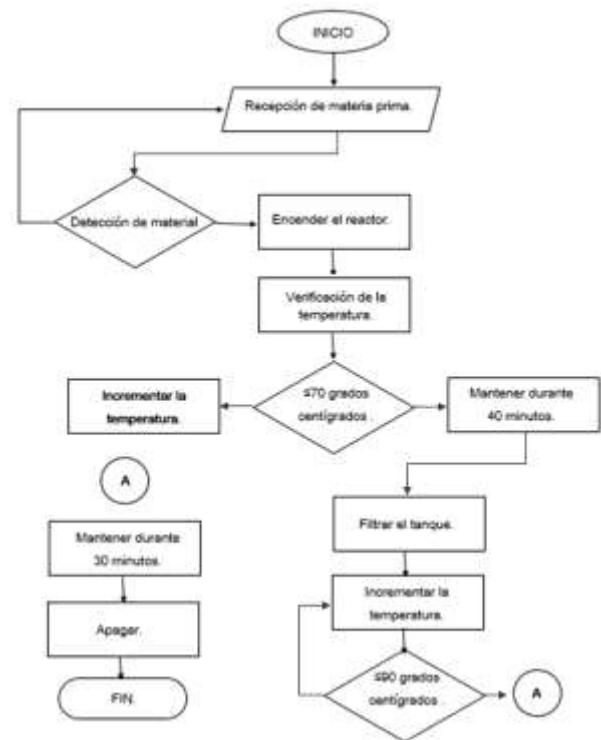 INICIO
Recepción de materia prima.
Detección de material
Encender el reactor.
Verificación de la
temperatura.
≤70 grados
centígrados .
Incrementar la
temperatura.
Mantener durante
40 minutos.
A
Filtrar el tanque.
Mantener durante
30 minutos.
Incrementar la
temperatura.
Apagar.
≤90 grados
centígrados .
A
FIN.